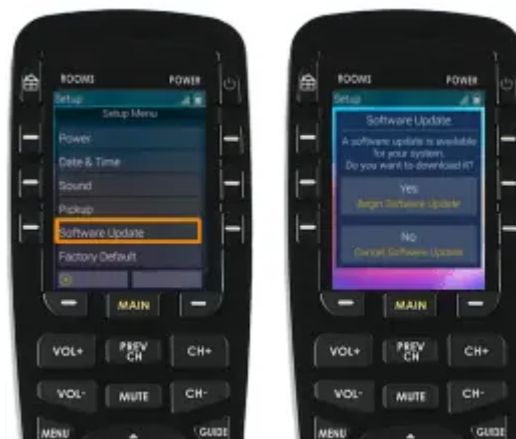 ROOMS POWER
Setup
Setup Menu
Power
Date & Time
Sound
Pickup
Software Update
Factory Default
MAIN
VOL+ PREV CH CH+
VOL- MUTE CH-
MENU GUIDE
ROOMS POWER
Setup
Software Update
A software update is available
for your system.
Do you want to download it?
Yes
Begin Software Update
No
Cancel Software Update
MAIN
VOL+ PREV CH CH+
VOL- MUTE CH-
MENU GUIDE